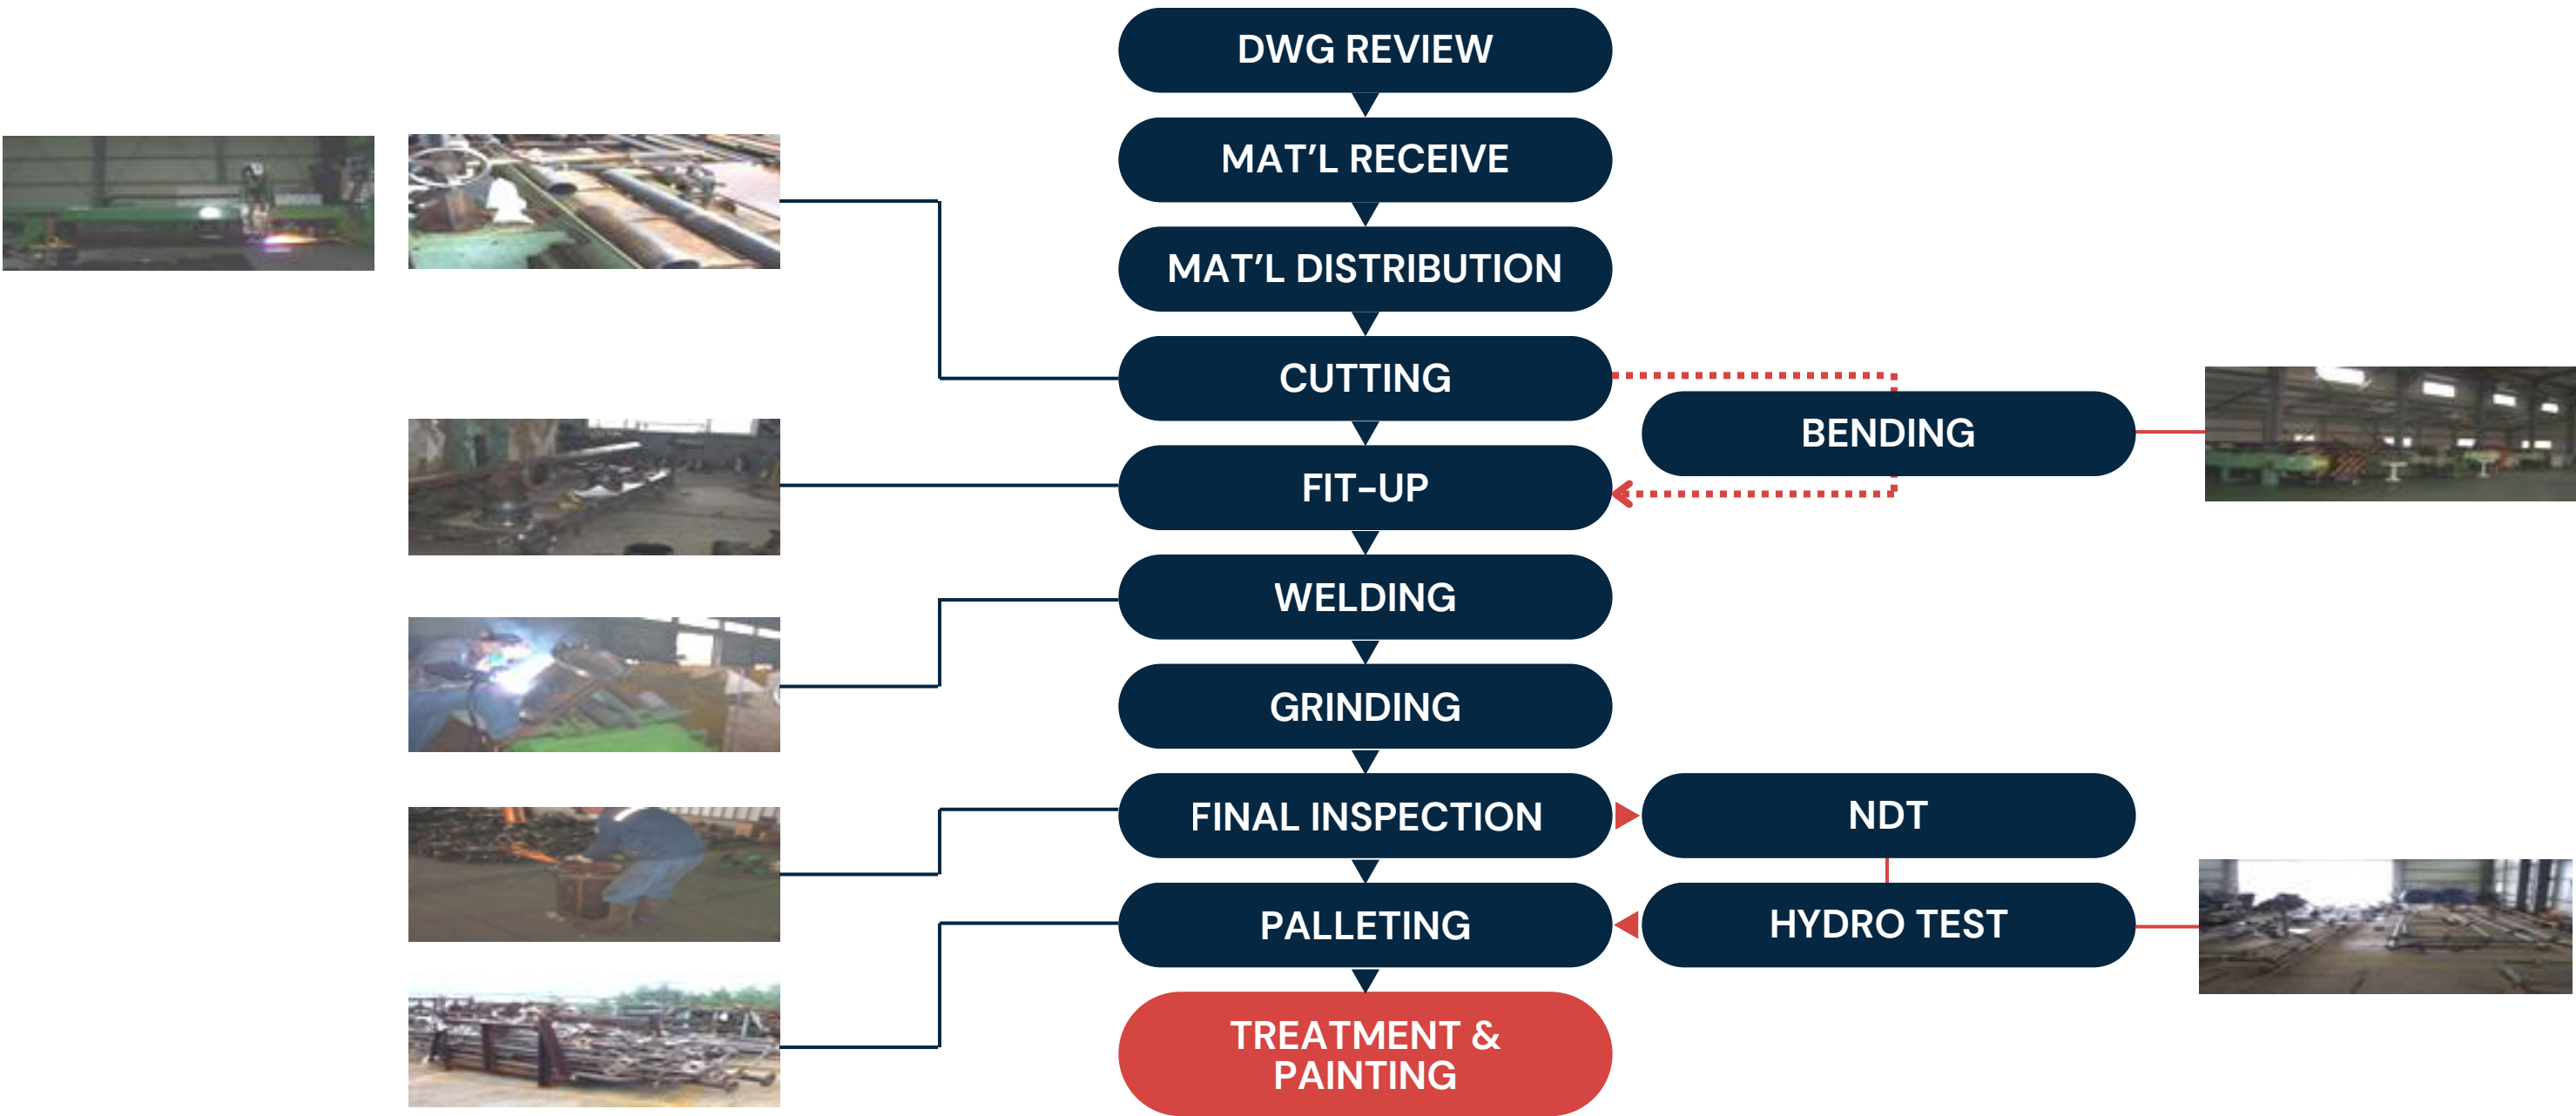 DWG REVIEW
MAT’L RECEIVE
MAT’L DISTRIBUTION
CUTTING
BENDING
FIT-UP
WELDING
GRINDING
FINAL INSPECTION
NDT
PALLETING
HYDRO TEST
TREATMENT &
PAINTING